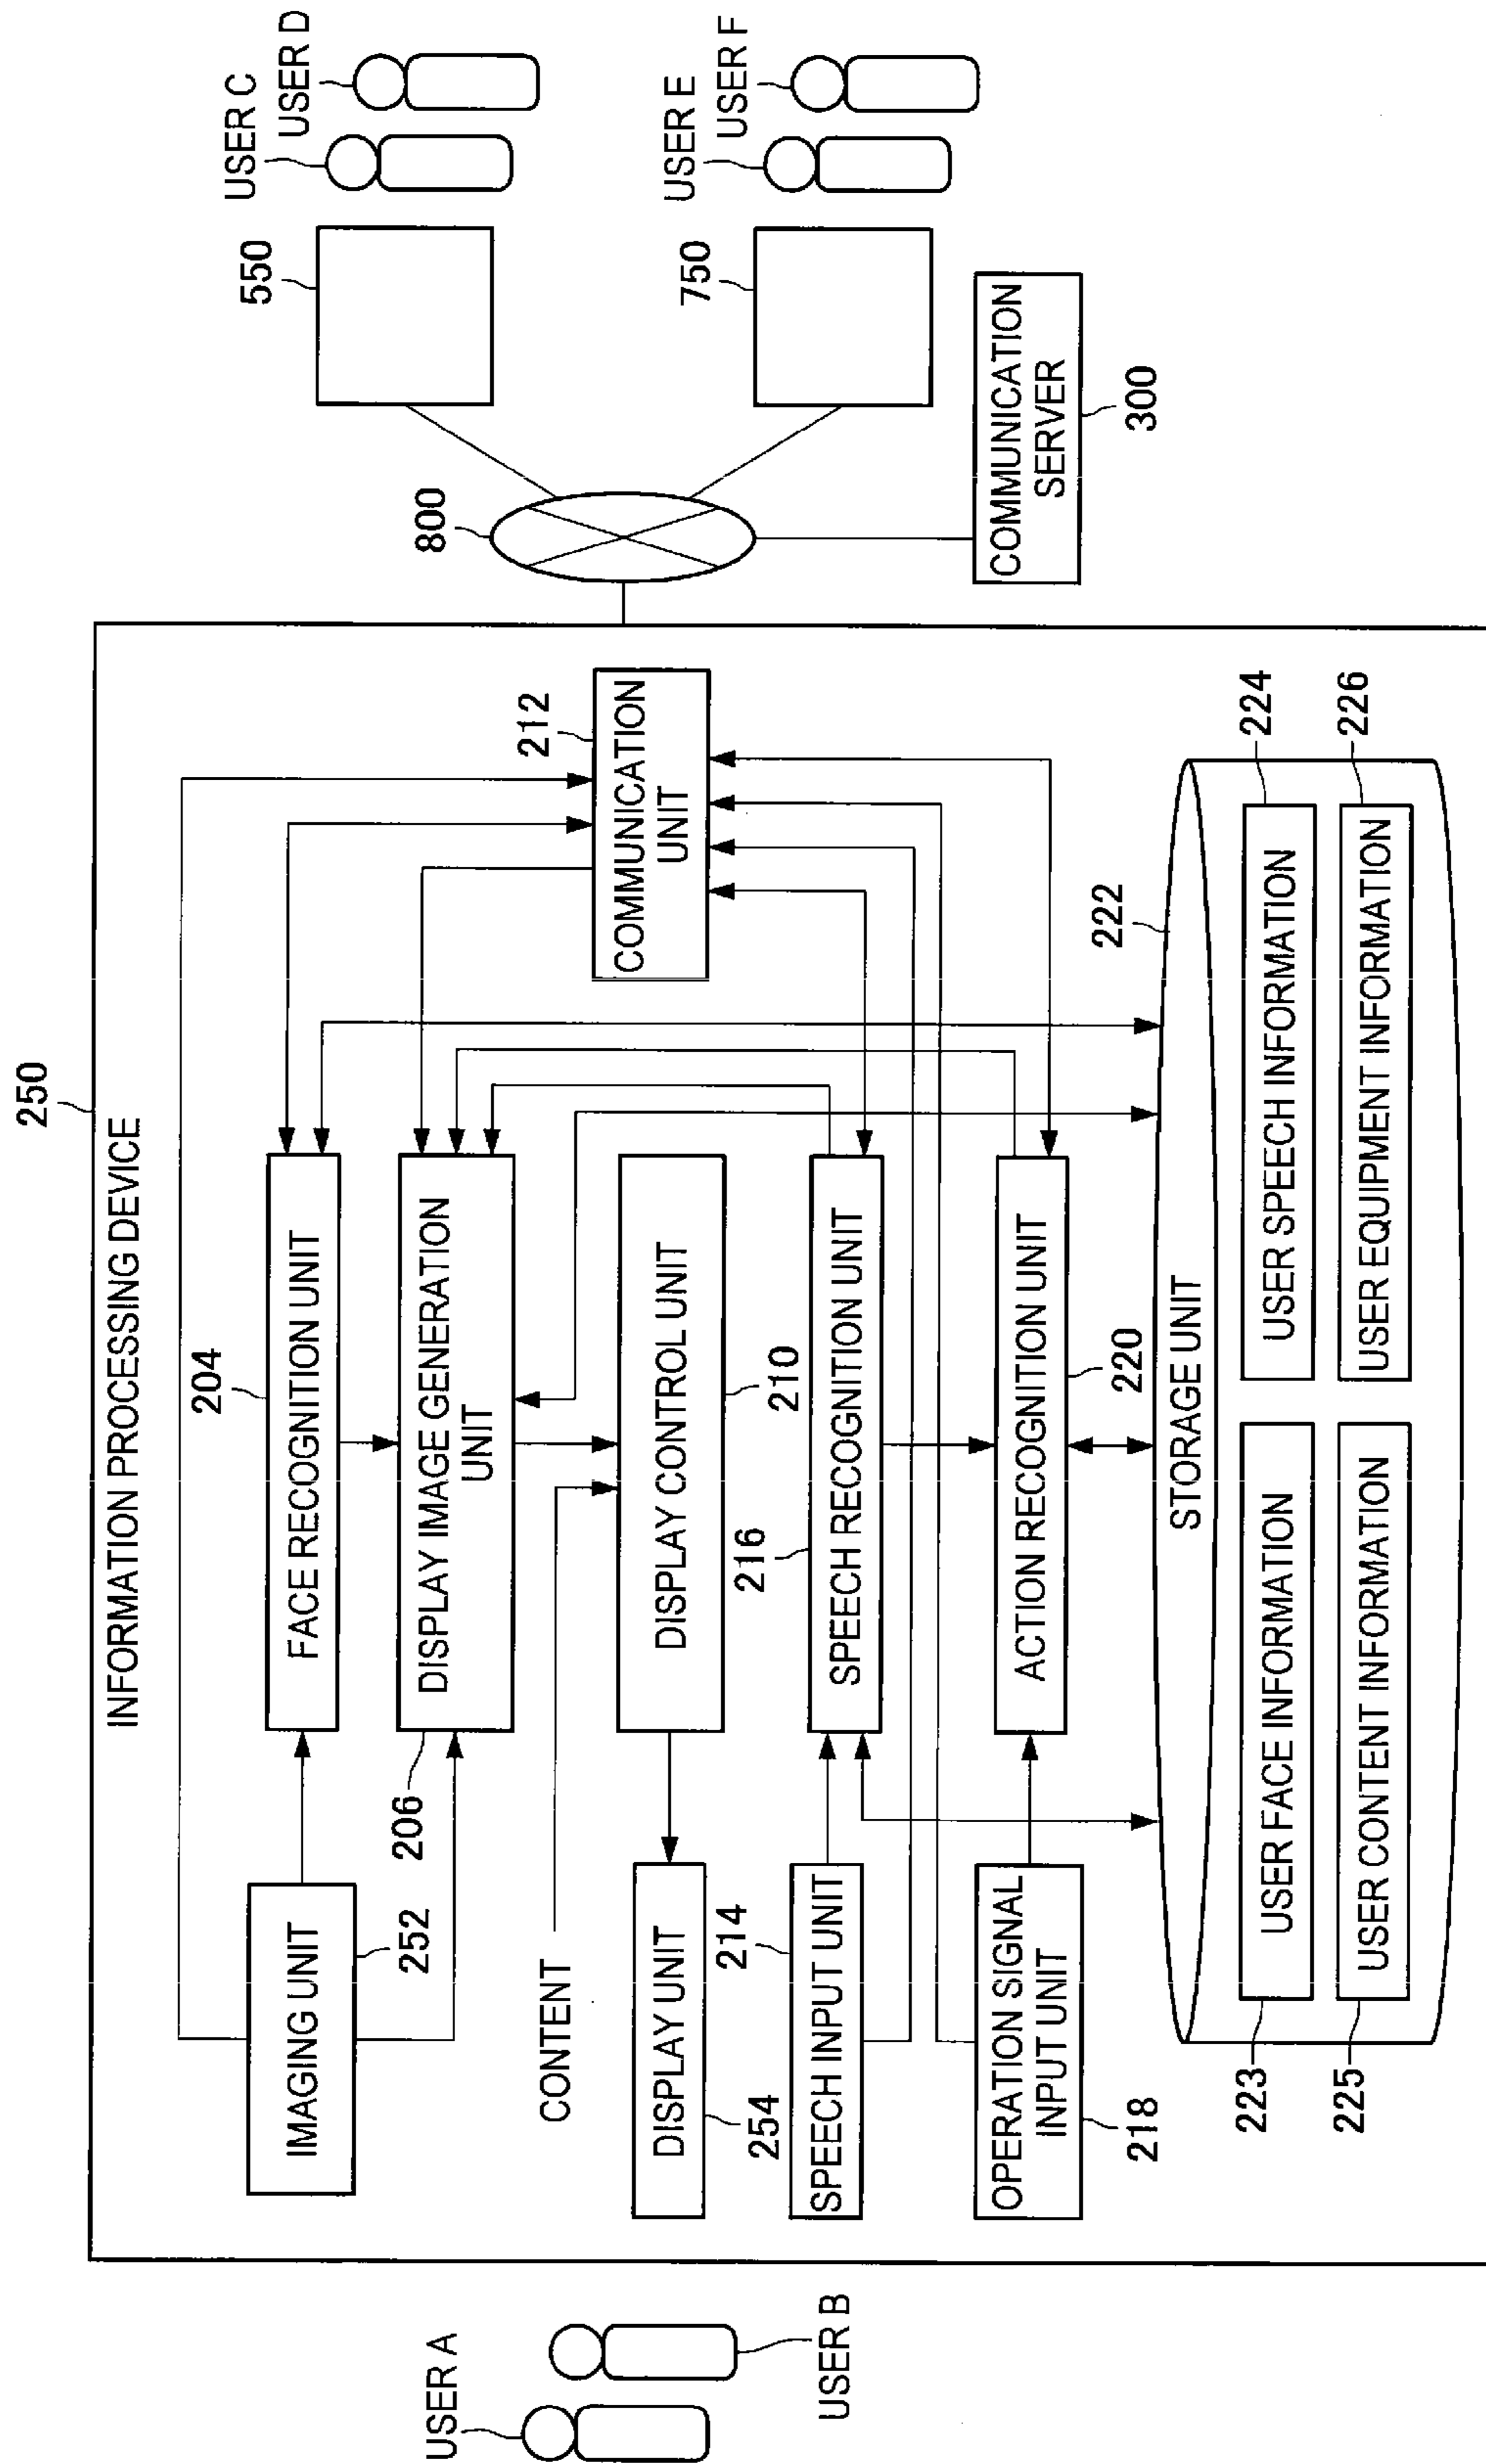 250
INFORMATION PROCESSING DEVICE
IMAGING UNIT
252
204
FACE RECOGNITION UNIT
206
DISPLAY IMAGE GENERATION
UNIT
CONTENT
DISPLAY CONTROL UNIT
210
DISPLAY UNIT
254
214
SPEECH INPUT UNIT
216
SPEECH RECOGNITION UNIT
OPERATION SIGNAL
INPUT UNIT
218
ACTION RECOGNITION UNIT
220
212
COMMUNICATION
UNIT
222
STORAGE UNIT
223
USER FACE INFORMATION
USER SPEECH INFORMATION
224
225
USER CONTENT INFORMATION
USER EQUIPMENT INFORMATION
226
USER A
USER B
800
550
USER C
USER D
750
USER E
USER F
COMMUNICATION
SERVER
300